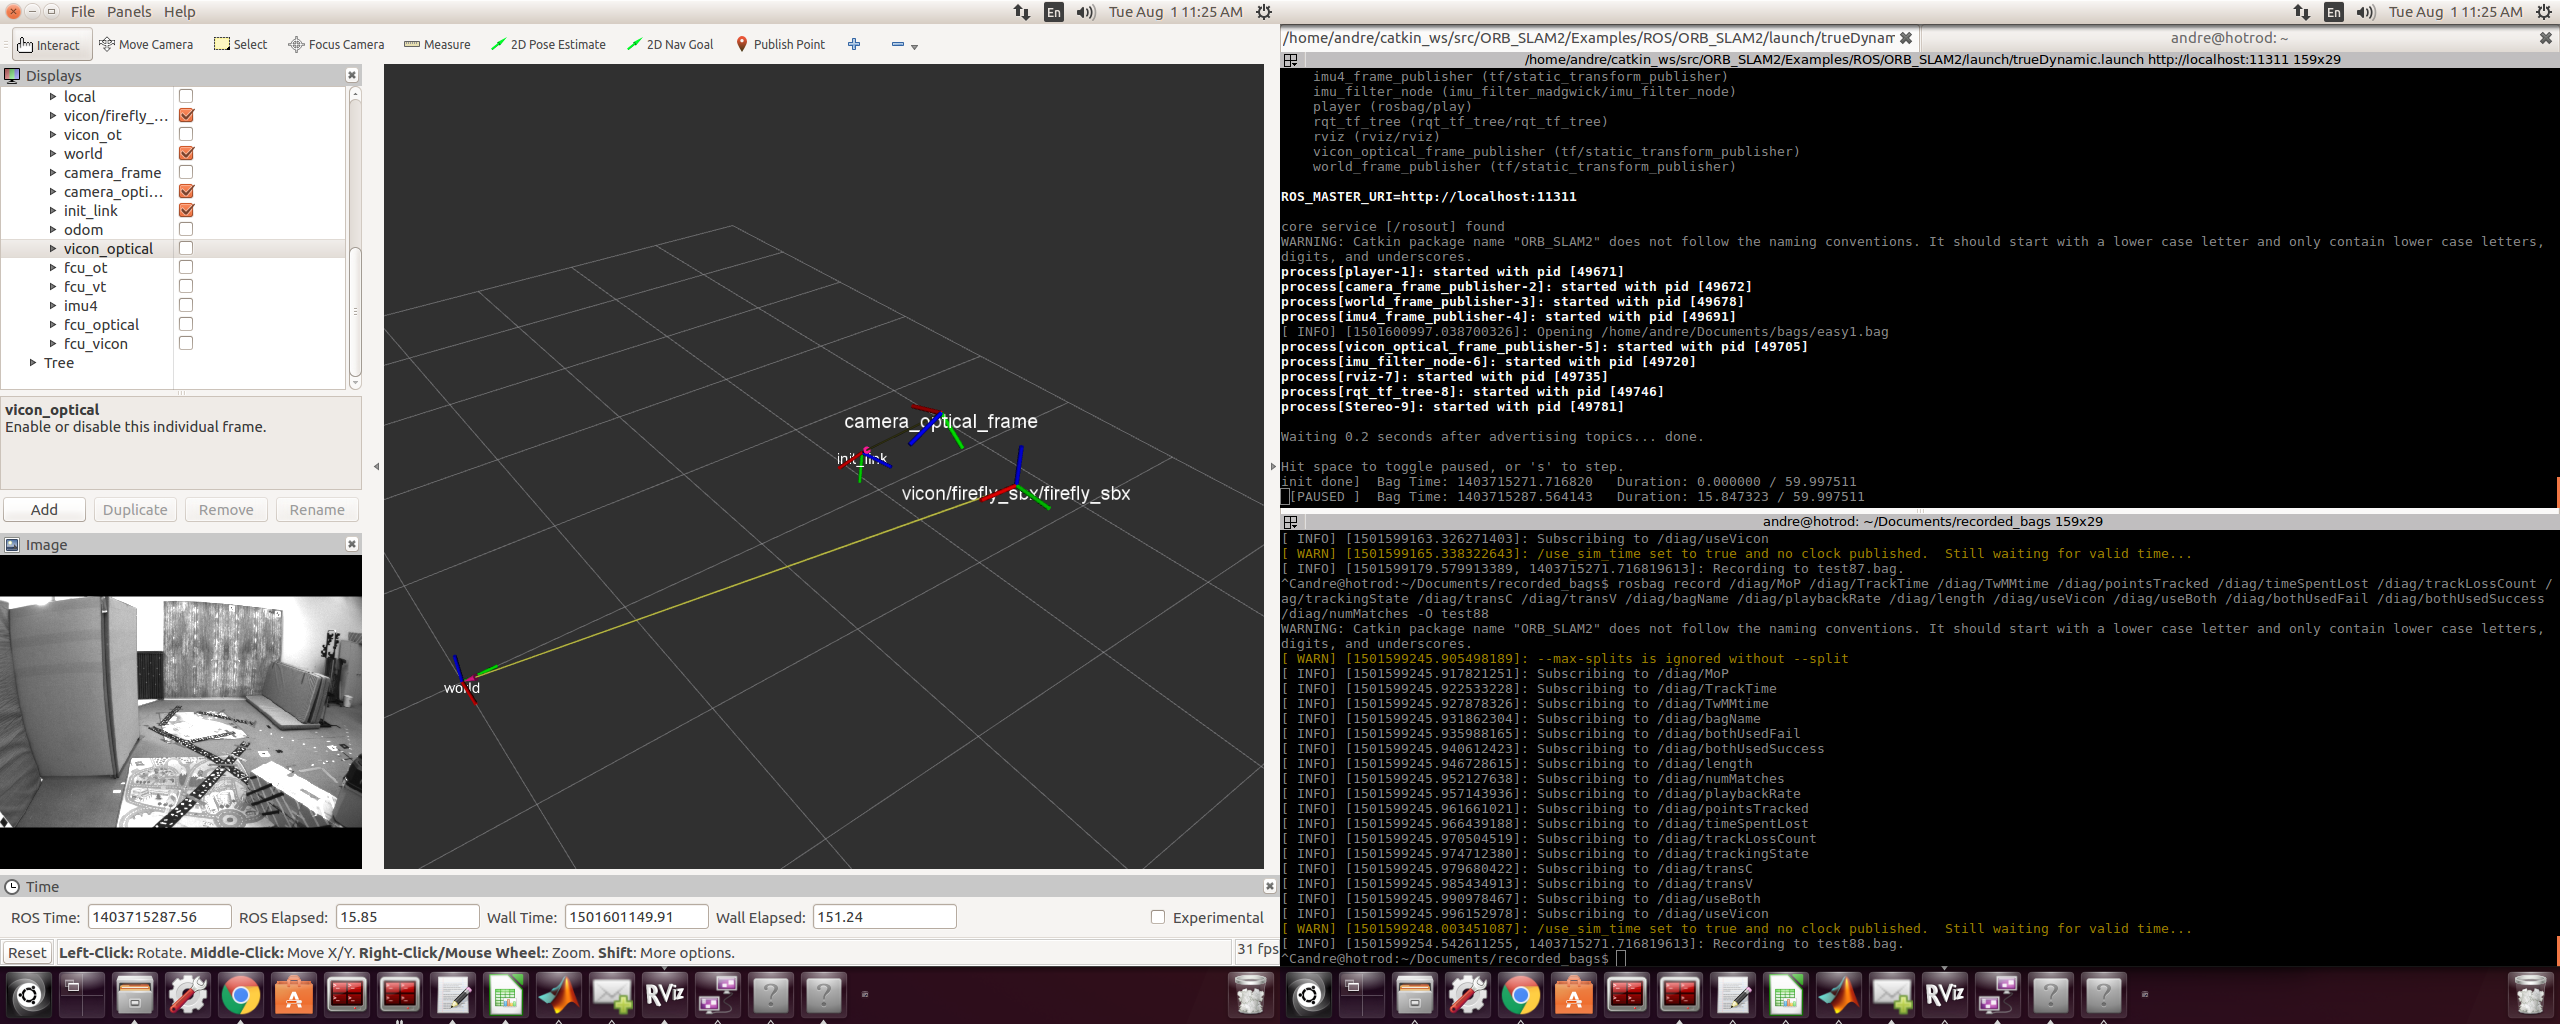 File Panels Help
En Tue Aug 1 11:25 AM
Interact Move Camera Select Focus Camera Measure 2D Pose Estimate 2D Nav Goal Publish Point
Displays
local
vicon/firefly_...
vicon_ot
world
camera_frame
camera_opti...
init_link
odom
vicon_optical
fcu_ot
fcu_vt
imu4
fcu_optical
fcu_vicon
Tree
vicon_optical
Enable or disable this individual frame.
Add Duplicate Remove Rename
Image
camera_optical_frame
init_link
vicon/firefly_sbx/firefly_sbx
world
Time
ROS Time: 1403715287.56 ROS Elapsed: 15.85 Wall Time: 1501601149.91 Wall Elapsed: 151.24 Experimental
Reset Left-Click: Rotate. Middle-Click: Move X/Y. Right-Click/Mouse Wheel:: Zoom. Shift: More options. 31 fps
RViz
En Tue Aug 1 11:25 AM
/home/andre/catkin_ws/src/ORB_SLAM2/Examples/ROS/ORB_SLAM2/launch/trueDynam andre@hotrod: ~
/home/andre/catkin_ws/src/ORB_SLAM2/Examples/ROS/ORB_SLAM2/launch/trueDynamic.launch http://localhost:11311 159x29
imu4_frame_publisher (tf/static_transform_publisher)
imu_filter_node (imu_filter_madgwick/imu_filter_node)
player (rosbag/play)
rqt_tf_tree (rqt_tf_tree/rqt_tf_tree)
rviz (rviz/rviz)
vicon_optical_frame_publisher (tf/static_transform_publisher)
world_frame_publisher (tf/static_transform_publisher)
ROS_MASTER_URI=http://localhost:11311
core service [/rosout] found
WARNING: Catkin package name "ORB_SLAM2" does not follow the naming conventions. It should start with a lower case letter and only contain lower case letters,
digits, and underscores.
process[player-1]: started with pid [49671]
process[camera_frame_publisher-2]: started with pid [49672]
process[world_frame_publisher-3]: started with pid [49678]
process[imu4_frame_publisher-4]: started with pid [49691]
[ INFO] [1501600997.038700326]: Opening /home/andre/Documents/bags/easy1.bag
process[vicon_optical_frame_publisher-5]: started with pid [49705]
process[imu_filter_node-6]: started with pid [49720]
process[rviz-7]: started with pid [49735]
process[rqt_tf_tree-8]: started with pid [49746]
process[Stereo-9]: started with pid [49781]
Waiting 0.2 seconds after advertising topics... done.
Hit space to toggle paused, or 's' to step.
init done] Bag Time: 1403715271.716820 Duration: 0.000000 / 59.997511
[PAUSED ] Bag Time: 1403715287.564143 Duration: 15.847323 / 59.997511
andre@hotrod: ~/Documents/recorded_bags 159x29
[ INFO] [1501599163.326271403]: Subscribing to /diag/useVicon
[ WARN] [1501599165.338322643]: /use_sim_time set to true and no clock published. Still waiting for valid time...
[ INFO] [1501599179.579913389, 1403715271.716819613]: Recording to test87.bag.
^Candre@hotrod:~/Documents/recorded_bags$ rosbag record /diag/MoP /diag/TrackTime /diag/TwMMtime /diag/pointsTracked /diag/timeSpentLost /diag/trackLossCount /
ag/trackingState /diag/transC /diag/transV /diag/bagName /diag/playbackRate /diag/length /diag/useVicon /diag/useBoth /diag/bothUsedFail /diag/bothUsedSuccess
/diag/numMatches -O test88
WARNING: Catkin package name "ORB_SLAM2" does not follow the naming conventions. It should start with a lower case letter and only contain lower case letters,
digits, and underscores.
[ WARN] [1501599245.905498189]: --max-splits is ignored without --split
[ INFO] [1501599245.917821251]: Subscribing to /diag/MoP
[ INFO] [1501599245.922533228]: Subscribing to /diag/TrackTime
[ INFO] [1501599245.927878326]: Subscribing to /diag/TwMMtime
[ INFO] [1501599245.931862304]: Subscribing to /diag/bagName
[ INFO] [1501599245.935988165]: Subscribing to /diag/bothUsedFail
[ INFO] [1501599245.940612423]: Subscribing to /diag/bothUsedSuccess
[ INFO] [1501599245.946728615]: Subscribing to /diag/length
[ INFO] [1501599245.952127638]: Subscribing to /diag/numMatches
[ INFO] [1501599245.957143936]: Subscribing to /diag/playbackRate
[ INFO] [1501599245.961661021]: Subscribing to /diag/pointsTracked
[ INFO] [1501599245.966439188]: Subscribing to /diag/timeSpentLost
[ INFO] [1501599245.970504519]: Subscribing to /diag/trackLossCount
[ INFO] [1501599245.974712380]: Subscribing to /diag/trackingState
[ INFO] [1501599245.979680422]: Subscribing to /diag/transC
[ INFO] [1501599245.985434913]: Subscribing to /diag/transV
[ INFO] [1501599245.990978467]: Subscribing to /diag/useBoth
[ INFO] [1501599245.996152978]: Subscribing to /diag/useVicon
[ WARN] [1501599248.003451087]: /use_sim_time set to true and no clock published. Still waiting for valid time...
[ INFO] [1501599254.542611255, 1403715271.716819613]: Recording to test88.bag.
^Candre@hotrod:~/Documents/recorded_bags$
RViz